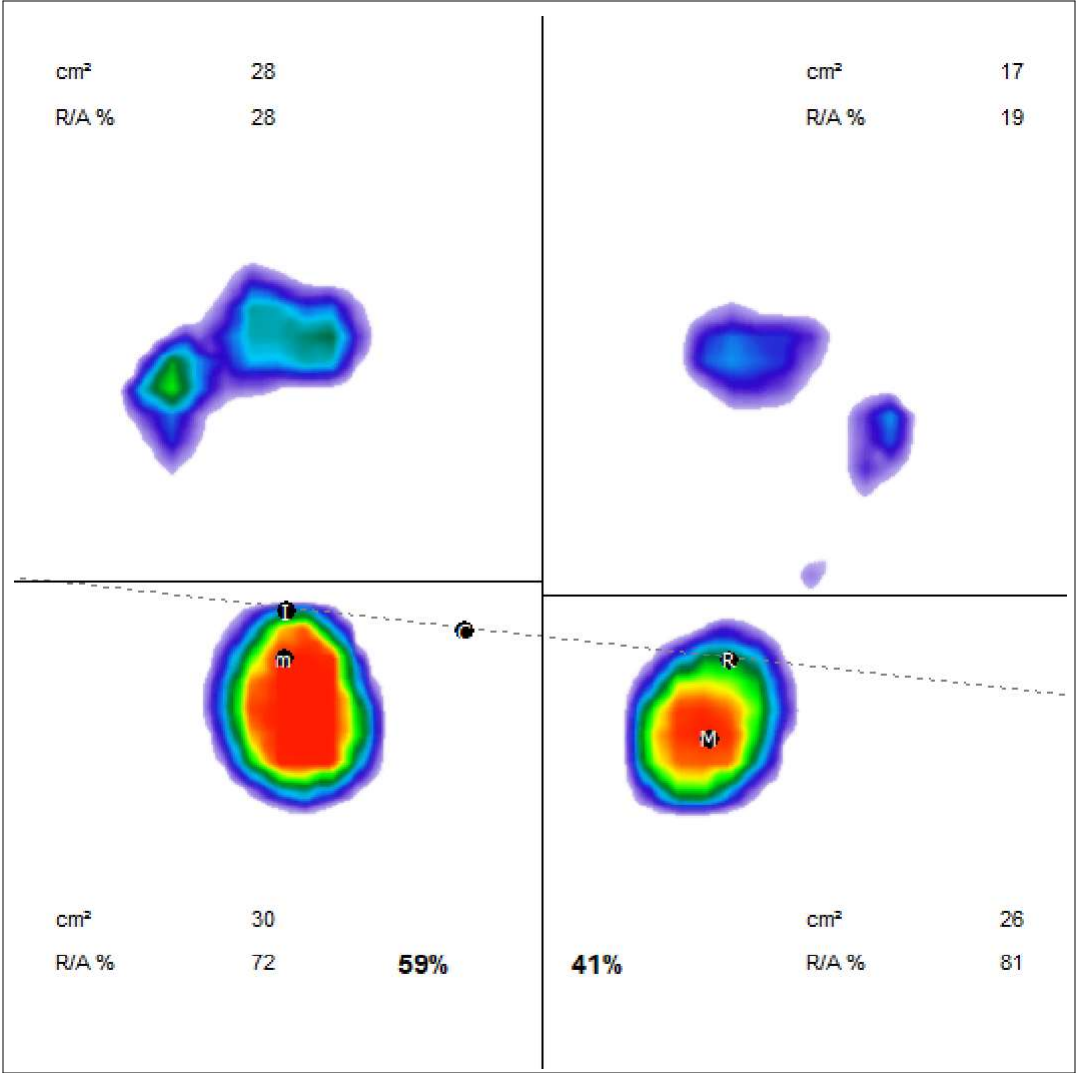 cm² 28 cm² 17
R/A % 28 R/A % 19
I
C
m
R
M
cm² 30 cm² 26
R/A % 72 59% 41% R/A % 81